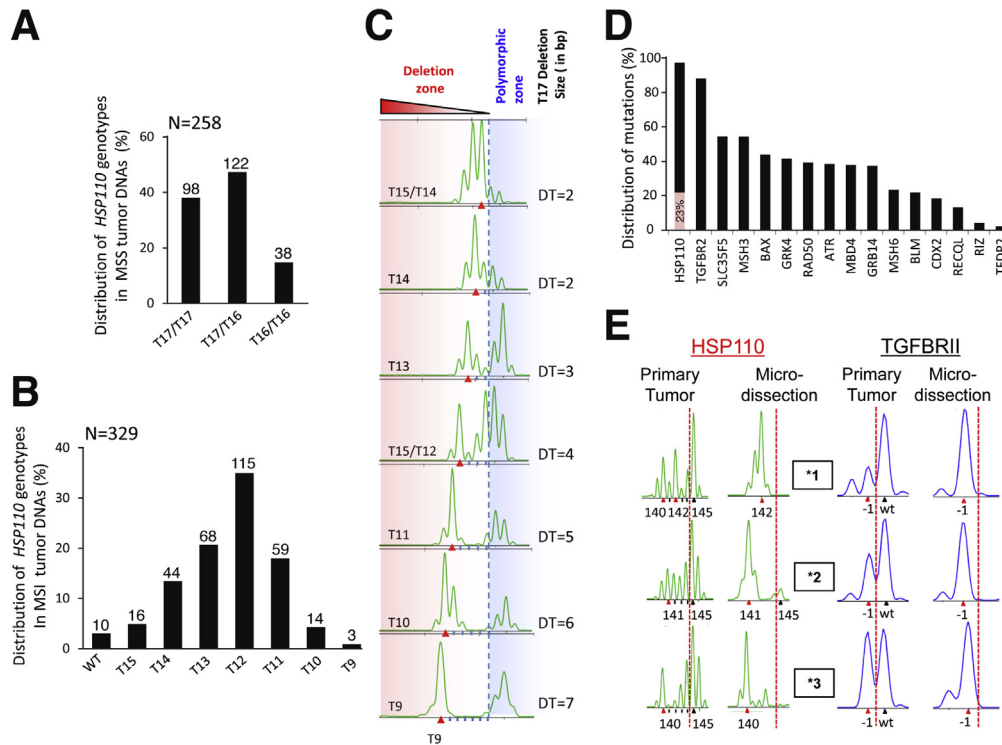 A
N=258
Distribution of HSP110 genotypes
in MSS tumor DNAs (%)
60
40
20
0
98
122
38
T17/T17
T17/T16
T16/T16
B
N=329
Distribution of HSP110 genotypes
In MSI tumor DNAs (%)
40
30
20
10
0
10
16
44
68
115
59
14
3
WT
T15
T14
T13
T12
T11
T10
T9
C
Deletion
zone
Polymorphic
zone
T17 Deletion
Size ( in bp)
T15/T14
DT=2
T14
DT=2
T13
DT=3
T15/T12
DT=4
T11
DT=5
T10
DT=6
T9
DT=7
T9
D
Distribution of mutations (%)
100
80
60
40
20
0
23%
HSP110
TGFBR2
SLC35F5
MSH3
BAX
GRK4
RAD50
ATR
MBD4
GRB14
MSH6
BLM
CDX2
RECQL
RIZ
E
HSP110
TGFBRII
Primary
Tumor
Micro-
dissection
Primary
Tumor
Micro-
dissection
140 142 145
142
*1
-1 wt
-1
141 145
141 145
*2
-1 wt
-1
140 145
140
*3
-1 wt
-1